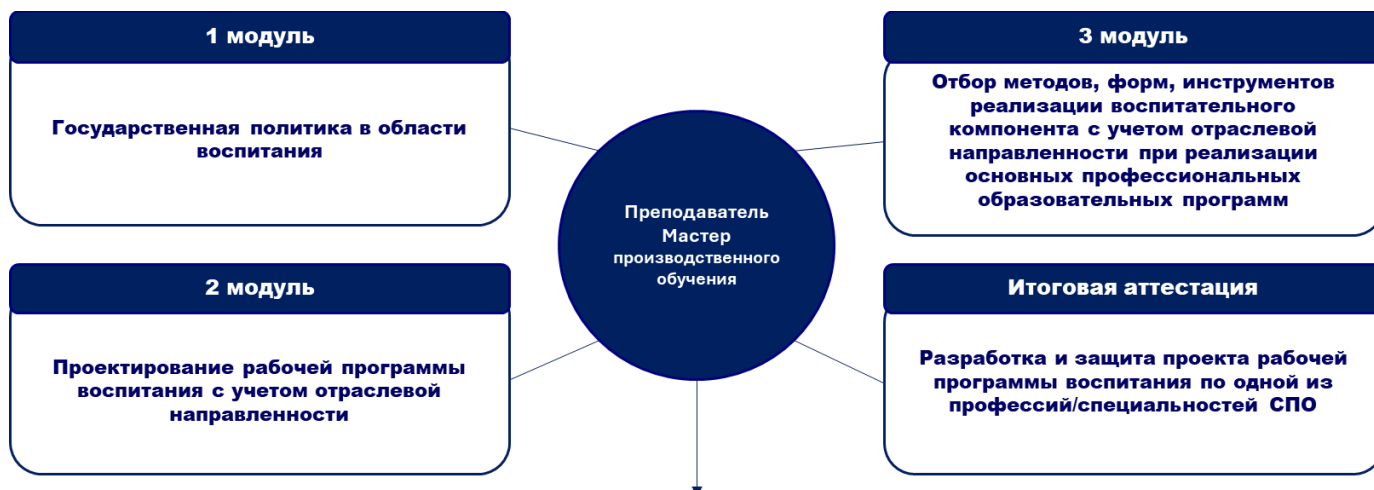 1 модуль
Государственная политика в области
воспитания
2 модуль
Проектирование рабочей программы
воспитания с учетом отраслевой
направленности
Преподаватель
Мастер
производственного
обучения
3 модуль
Отбор методов, форм, инструментов
реализации воспитательного
компонента с учетом отраслевой
направленности при реализации
основных профессиональных
образовательных программ
Итоговая аттестация
Разработка и защита проекта рабочей
программы воспитания по одной из
профессий/специальностей СПО